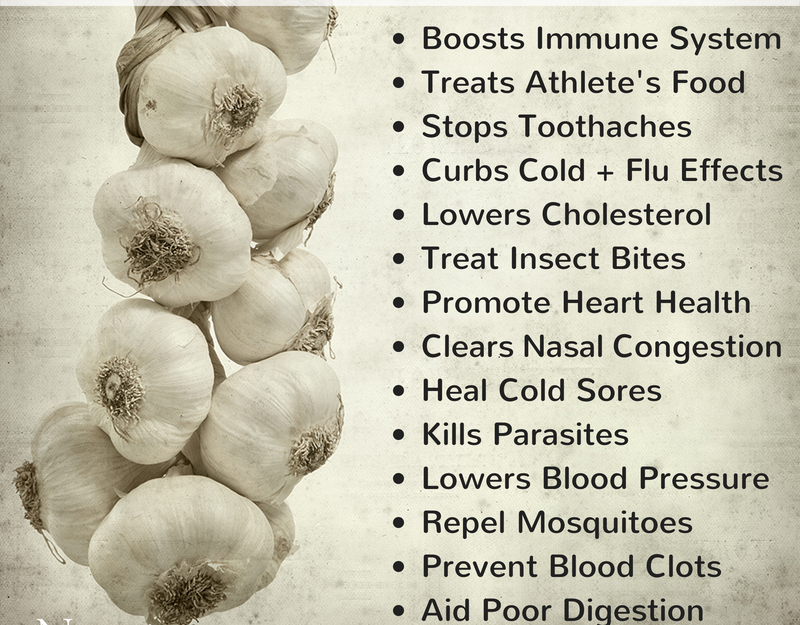 • Boosts Immune System
• Treats Athlete's Food
• Stops Toothaches
• Curbs Cold + Flu Effects
• Lowers Cholesterol
• Treat Insect Bites
• Promote Heart Health
• Clears Nasal Congestion
• Heal Cold Sores
• Kills Parasites
• Lowers Blood Pressure
• Repel Mosquitoes
• Prevent Blood Clots
• Aid Poor Digestion